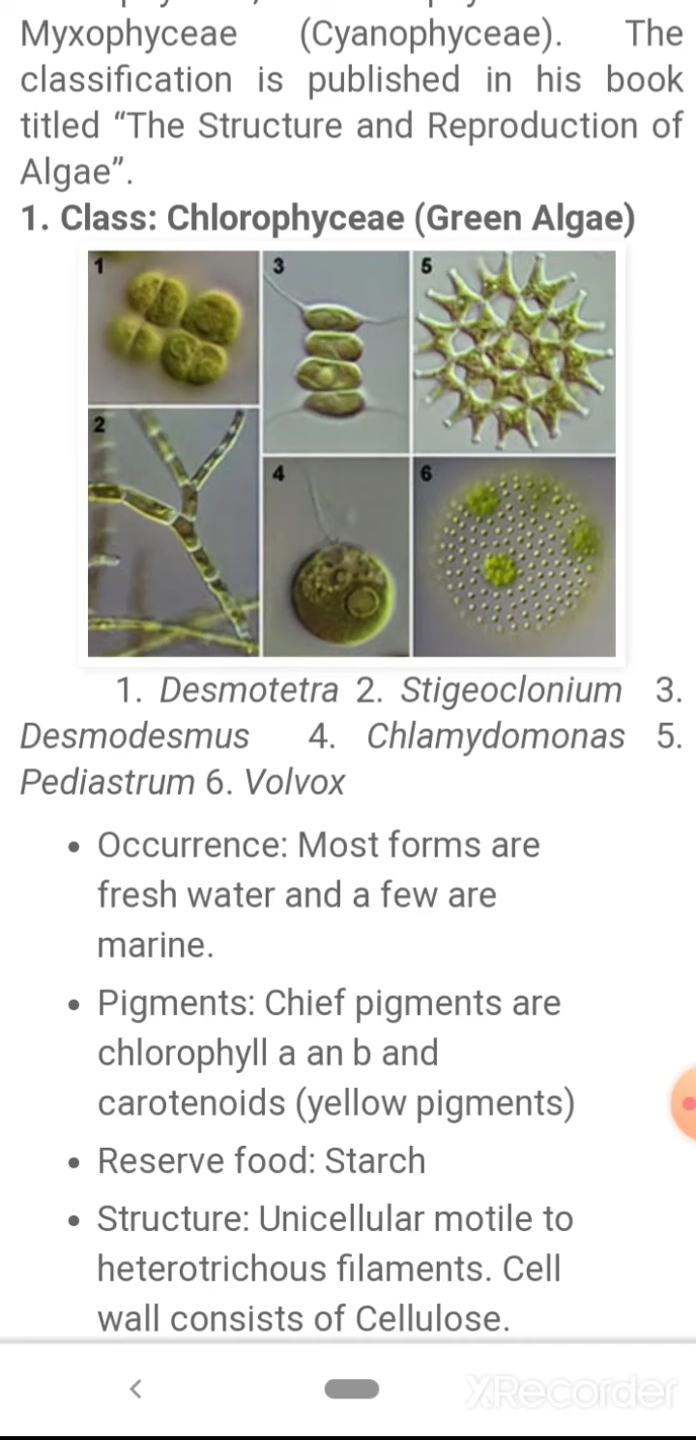 Myxophyceae (Cyanophyceae). The
classification is published in his book
titled “The Structure and Reproduction of
Algae”.
1. Class: Chlorophyceae (Green Algae)
1
3
5
2
4
6
1. Desmotetra 2. Stigeoclonium 3.
Desmodesmus 4. Chlamydomonas 5.
Pediastrum 6. Volvox
• Occurrence: Most forms are
fresh water and a few are
marine.
• Pigments: Chief pigments are
chlorophyll a an b and
carotenoids (yellow pigments)
• Reserve food: Starch
• Structure: Unicellular motile to
heterotrichous filaments. Cell
wall consists of Cellulose.
XRecorder